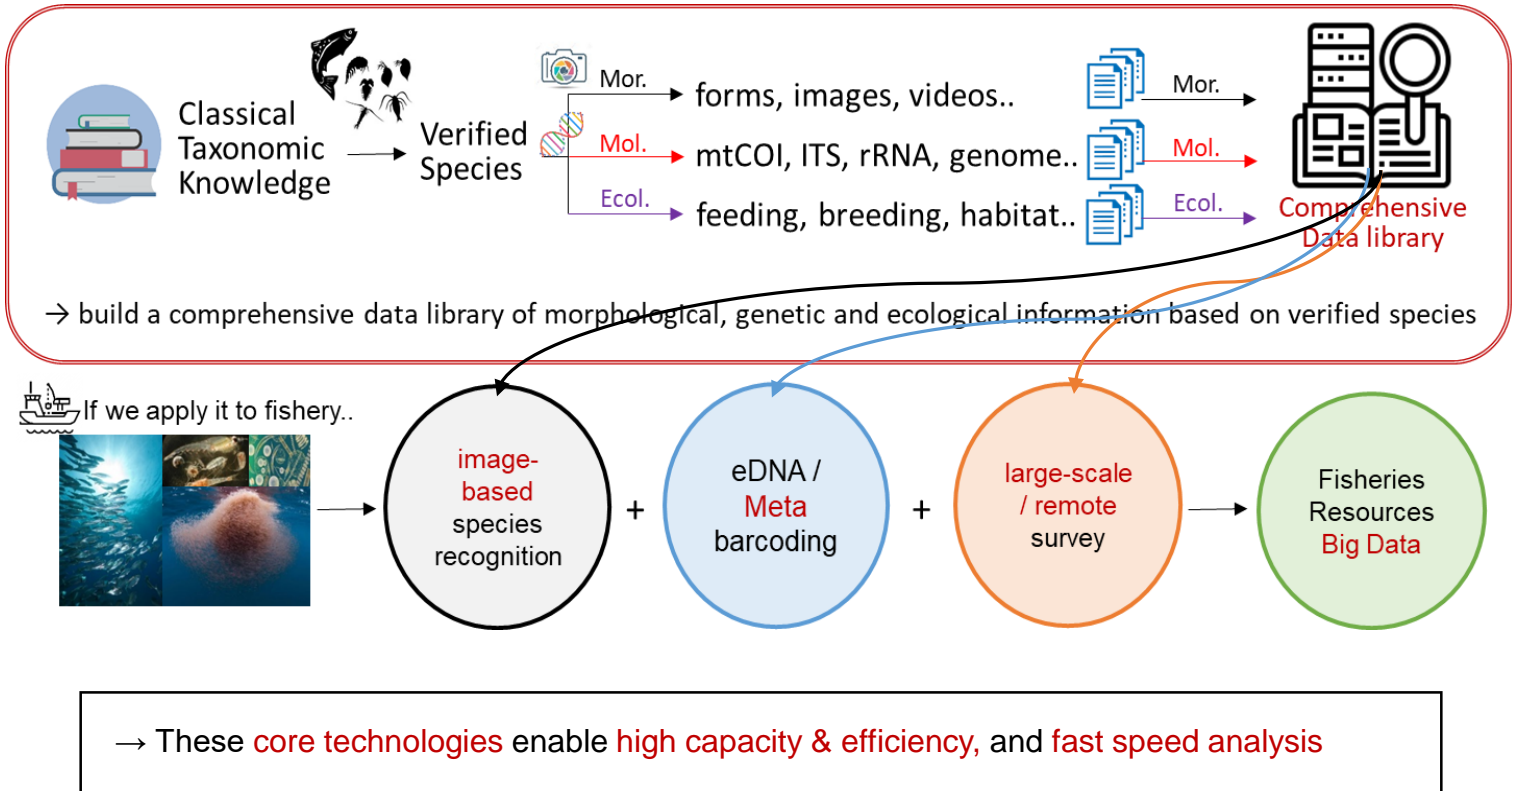 Classical
Taxonomic
Knowledge
Verified
Species
Mor.
forms, images, videos..
Mor.
Mol.
mtCOI, ITS, rRNA, genome..
Mol.
Ecol.
feeding, breeding, habitat..
Ecol.
Comprehensive
Data library
→ build a comprehensive data library of morphological, genetic and ecological information based on verified species
If we apply it to fishery..
image-
based
species
recognition
+
eDNA /
Meta
barcoding
+
large-scale
/ remote
survey
Fisheries
Resources
Big Data
→ These core technologies enable high capacity & efficiency, and fast speed analysis